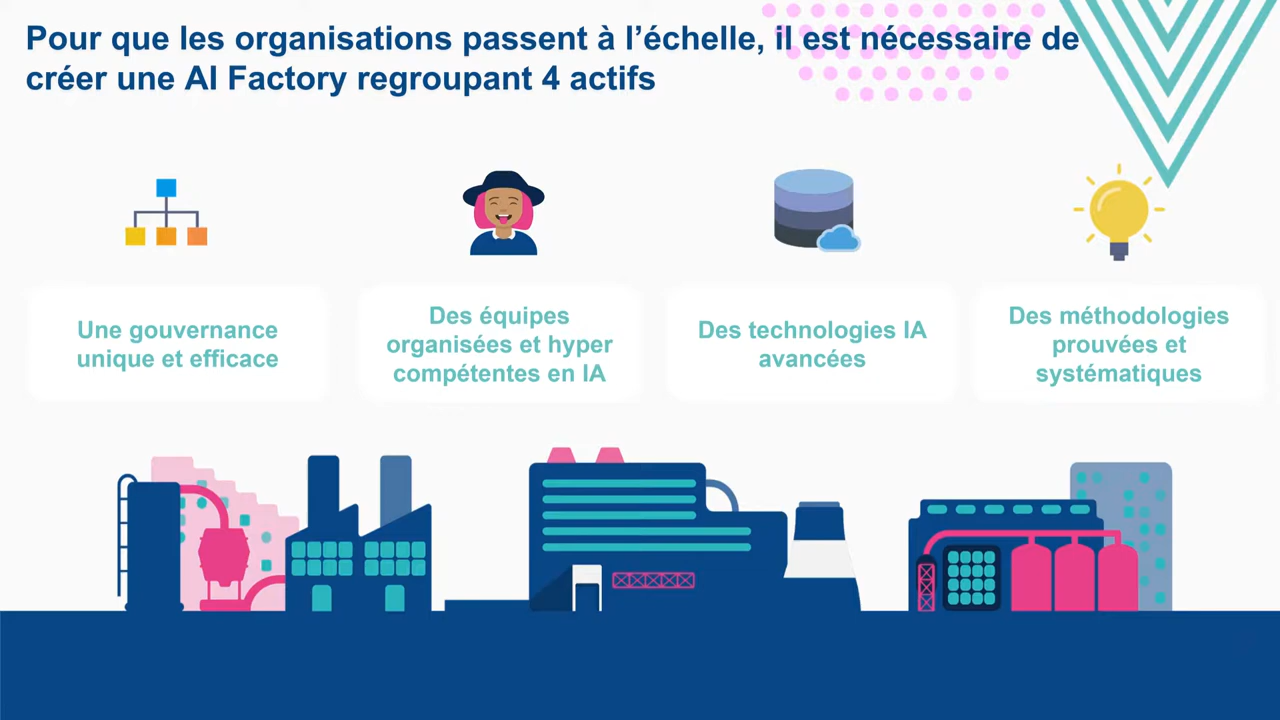 Pour que les organisations passent à l’échelle, il est nécessaire de
créer une AI Factory regroupant 4 actifs
Une gouvernance
unique et efficace
Des équipes
organisées et hyper
compétentes en IA
Des technologies IA
avancées
Des méthodologies
prouvées et
systématiques